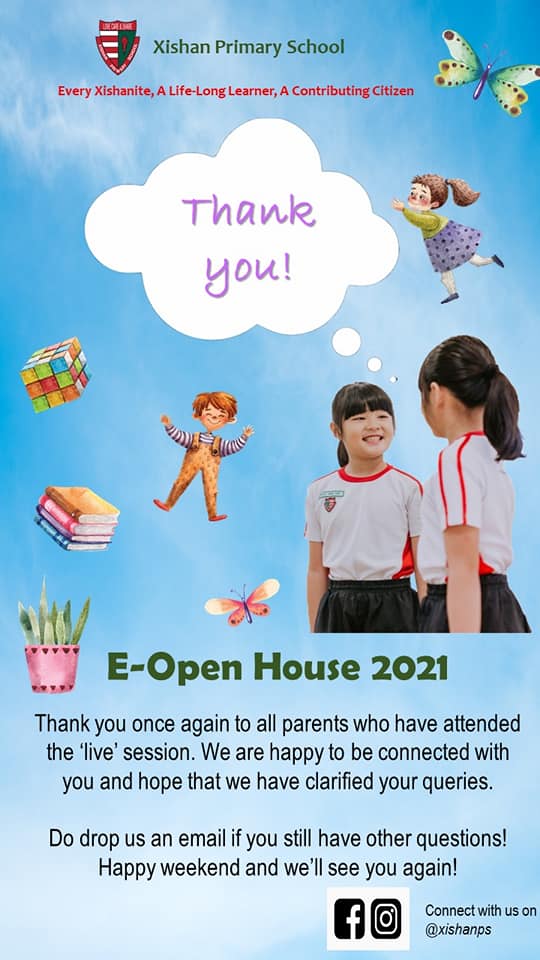 LOVE CARE & SHARE
Xishan Primary School
Every Xishanite, A Life-Long Learner, A Contributing Citizen
Thank
you!
E-Open House 2021
Thank you once again to all parents who have attended
the ‘live’ session. We are happy to be connected with
you and hope that we have clarified your queries.
Do drop us an email if you still have other questions!
Happy weekend and we’ll see you again!
Connect with us on
@xishanps